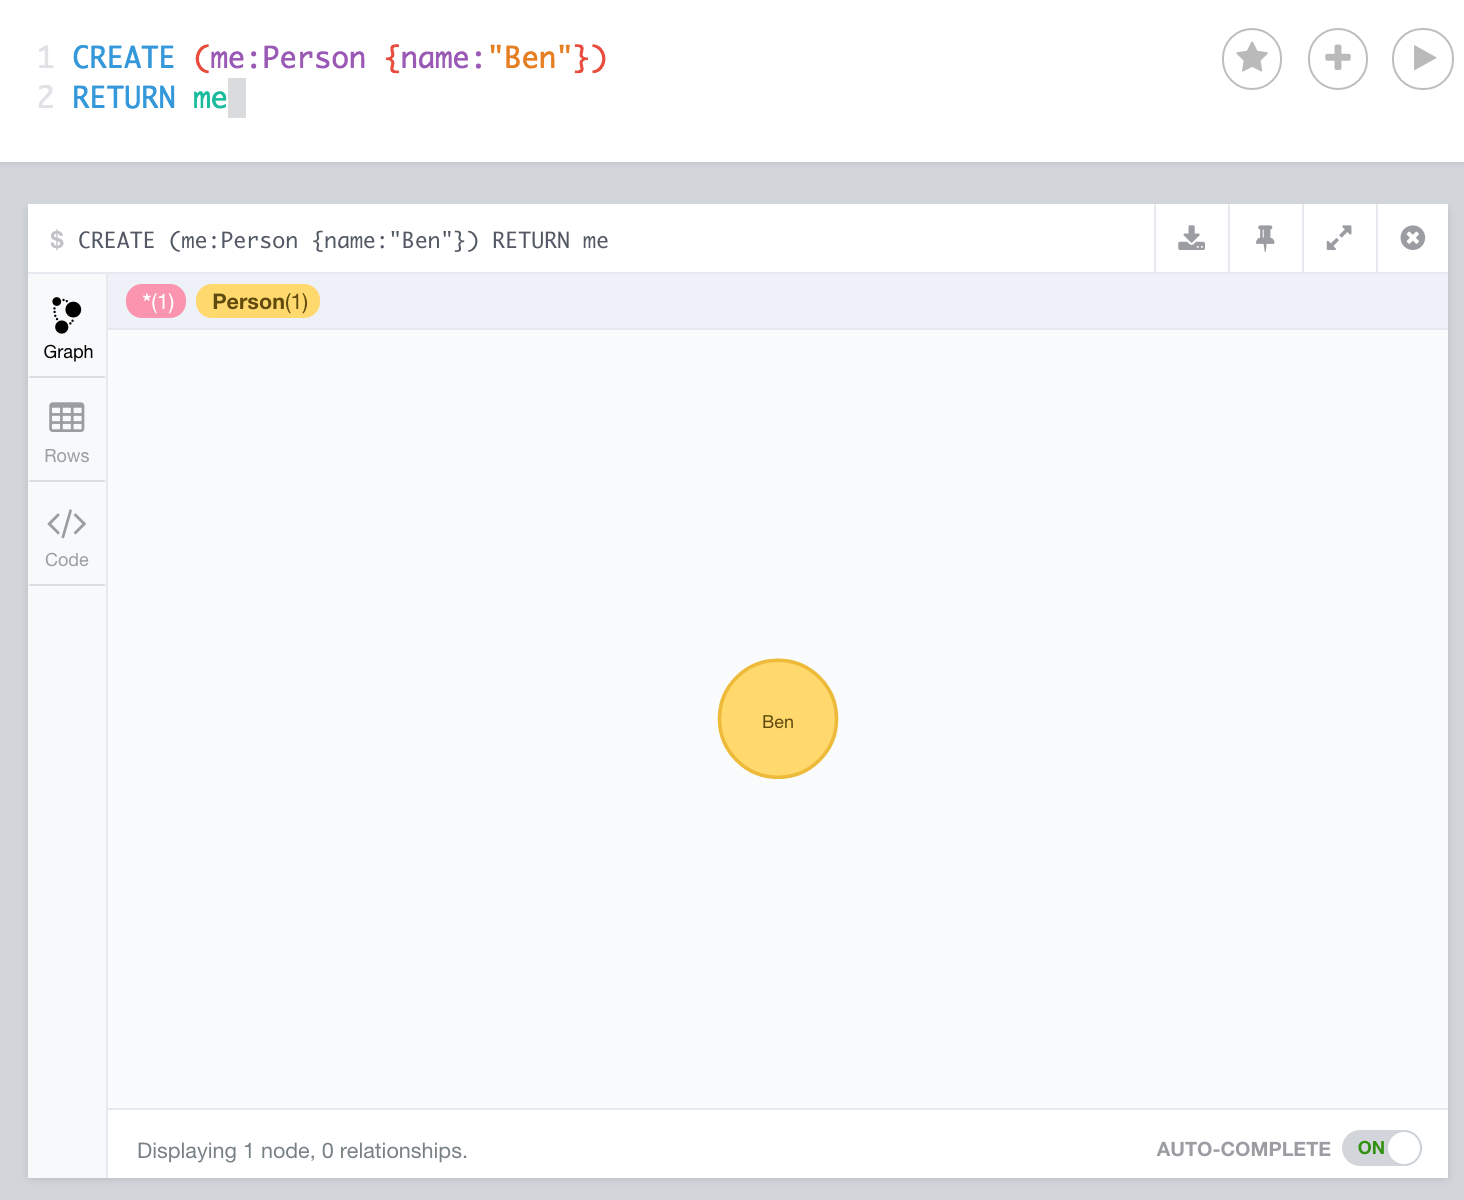 1 CREATE (me:Person {name:"Ben"})
2 RETURN me
$ CREATE (me:Person {name:"Ben"}) RETURN me
*(1) Person(1)
Graph
Rows
Code
Ben
Displaying 1 node, 0 relationships.
AUTO-COMPLETE ON